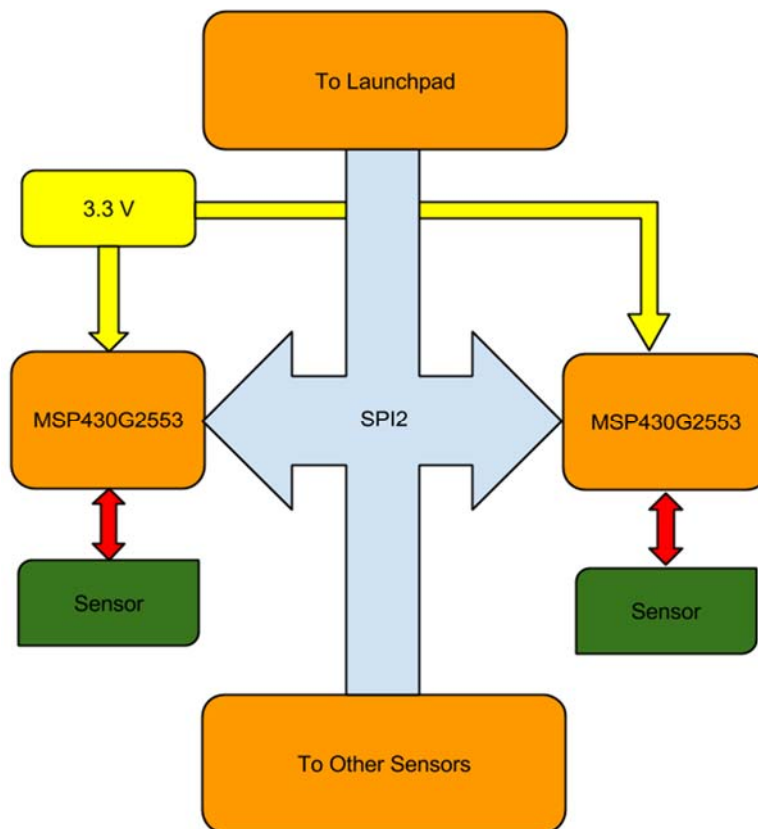 To Launchpad
3.3 V
MSP430G2553
SPI2
MSP430G2553
Sensor
Sensor
To Other Sensors